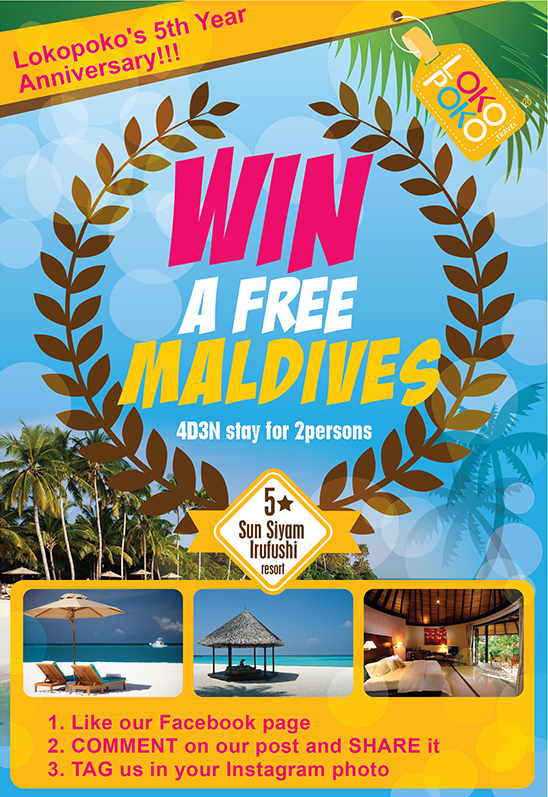 Lokopoko's 5th Year
Anniversary!!!
LOKO
POKO
TRAVEL
WIN
A FREE
MALDIVES
4D3N stay for 2persons
5★
Sun Siyam
Irufushi
resort
1. Like our Facebook page
2. COMMENT on our post and SHARE it
3. TAG us in your Instagram photo